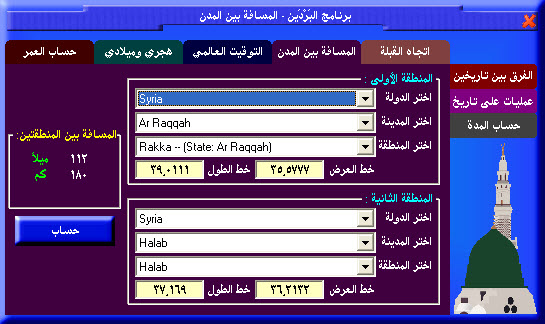 برنامج البَرْدَين - المسافة بين المدن
اتجاه القبلة
المسافة بين المدن
التوقيت العالمي
هجري وميلادي
حساب العمر
الفرق بين تاريخين
عمليات على تاريخ
حساب المدة
المنطقة الأولى :
اختر الدولة Syria
اختر المدينة Ar Raqqah
اختر المنطقة Rakka -- (State: Ar Raqqah)
خط العرض ٣٥,٥٧٧٧ خط الطول ٣٩,٠١١١
المنطقة الثانية :
اختر الدولة Syria
اختر المدينة Halab
اختر المنطقة Halab
خط العرض ٣٦,٢١٣٢ خط الطول ٣٧,١٦٩
المسافة بين المنطقتين:
١١٢ ميلاً
١٨٠ كم
حساب